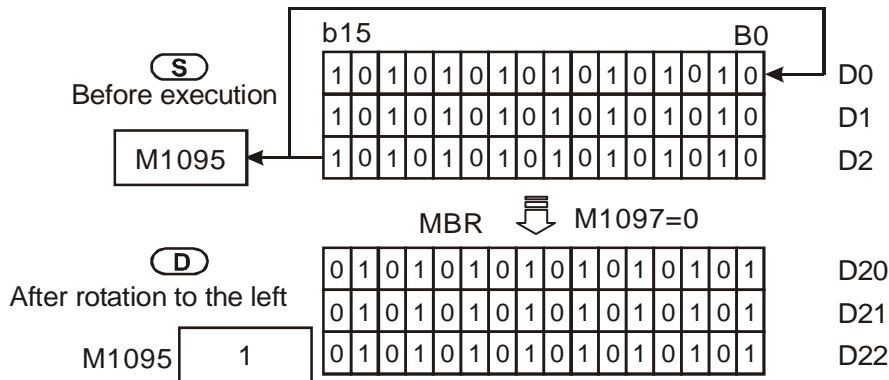 b15 B0
S
Before execution
1 0 1 0 1 0 1 0 1 0 1 0 1 0 1 0 D0
1 0 1 0 1 0 1 0 1 0 1 0 1 0 1 0 D1
M1095 1 0 1 0 1 0 1 0 1 0 1 0 1 0 1 0 D2
MBR M1097=0
D
After rotation to the left
0 1 0 1 0 1 0 1 0 1 0 1 0 1 0 1 D20
0 1 0 1 0 1 0 1 0 1 0 1 0 1 0 1 D21
M1095 1 0 1 0 1 0 1 0 1 0 1 0 1 0 1 0 1 D22